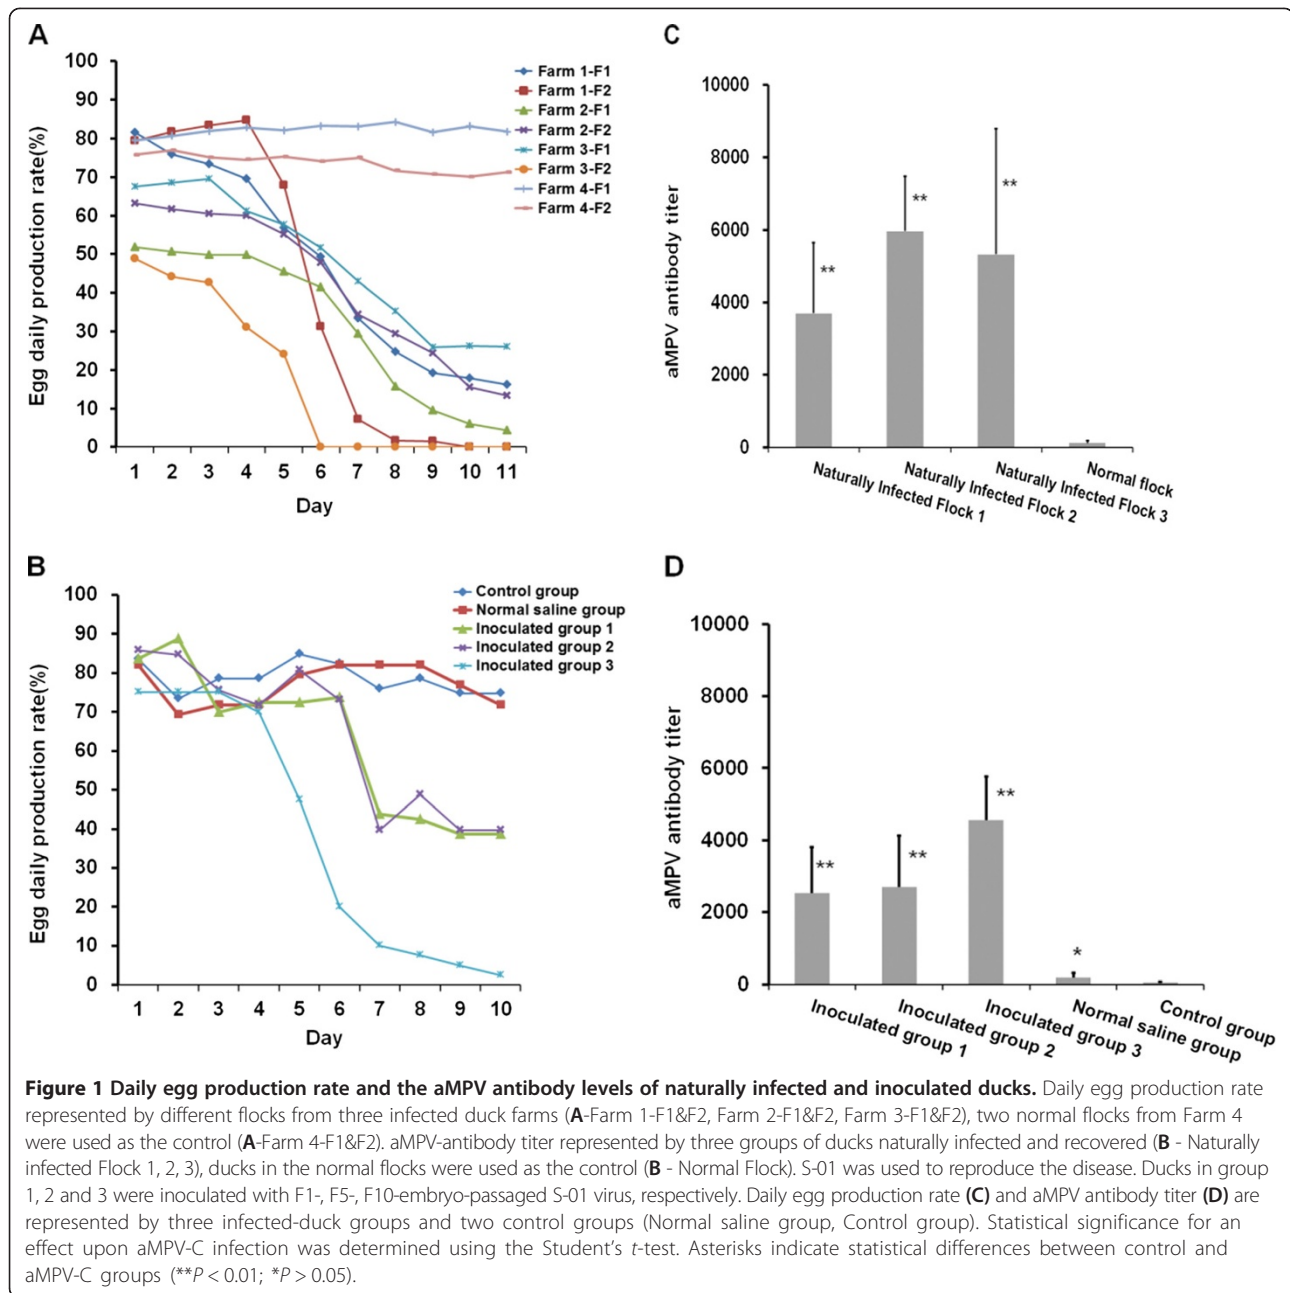 A
100
90
80
70
60
50
40
30
20
10
0
Egg daily production rate(%)
1 2 3 4 5 6 7 8 9 10 11
Day
Farm 1-F1
Farm 1-F2
Farm 2-F1
Farm 2-F2
Farm 3-F1
Farm 3-F2
Farm 4-F1
Farm 4-F2
C
10000
8000
6000
4000
2000
0
aMPV antibody titer
**
**
**
Naturally Infected Flock 1
Naturally Infected Flock 2
Naturally Infected Flock 3
Normal flock
B
100
90
80
70
60
50
40
30
20
10
0
Egg daily production rate(%)
1 2 3 4 5 6 7 8 9 10
Day
Control group
Normal saline group
Inoculated group 1
Inoculated group 2
Inoculated group 3
D
10000
8000
6000
4000
2000
0
aMPV antibody titer
**
**
**
*
Inoculated group 1
Inoculated group 2
Inoculated group 3
Normal saline group
Control group
Figure 1 Daily egg production rate and the aMPV antibody levels of naturally infected and inoculated ducks. Daily egg production rate
represented by different flocks from three infected duck farms (A-Farm 1-F1&F2, Farm 2-F1&F2, Farm 3-F1&F2), two normal flocks from Farm 4
were used as the control (A-Farm 4-F1&F2). aMPV-antibody titer represented by three groups of ducks naturally infected and recovered (B - Naturally
infected Flock 1, 2, 3), ducks in the normal flocks were used as the control (B - Normal Flock). S-01 was used to reproduce the disease. Ducks in group
1, 2 and 3 were inoculated with F1-, F5-, F10-embryo-passaged S-01 virus, respectively. Daily egg production rate (C) and aMPV antibody titer (D) are
represented by three infected-duck groups and two control groups (Normal saline group, Control group). Statistical significance for an
effect upon aMPV-C infection was determined using the Student's t-test. Asterisks indicate statistical differences between control and
aMPV-C groups (**P < 0.01; *P > 0.05).